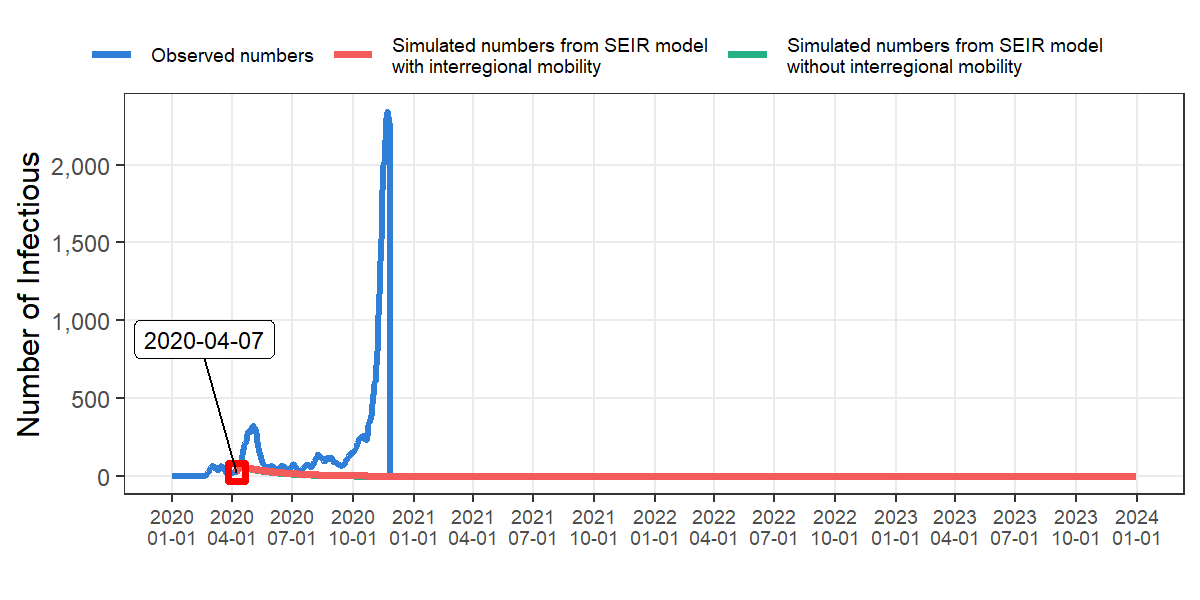 Observed numbers
Simulated numbers from SEIR model
with interregional mobility
Simulated numbers from SEIR model
without interregional mobility
Number of Infectious
2,000
1,500
1,000
500
0
2020-04-07
2020 2020 2020 2020 2021 2021 2021 2021 2022 2022 2022 2022 2023 2023 2023 2023 2024
01-01 04-01 07-01 10-01 01-01 04-01 07-01 10-01 01-01 04-01 07-01 10-01 01-01 04-01 07-01 10-01 01-01